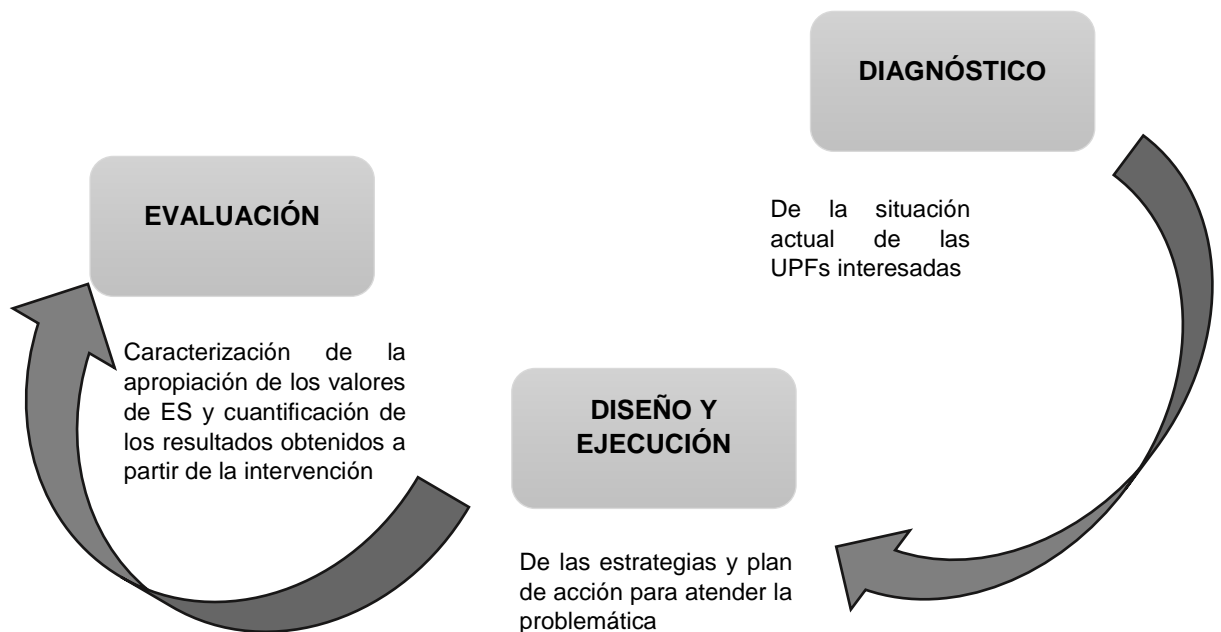 DIAGNÓSTICO
De la situación
actual de las
UPFs interesadas
EVALUACIÓN
Caracterización de la
apropiación de los valores
de ES y cuantificación de
los resultados obtenidos a
partir de la intervención
DISEÑO Y
EJECUCIÓN
De las estrategias y plan
de acción para atender la
problemática